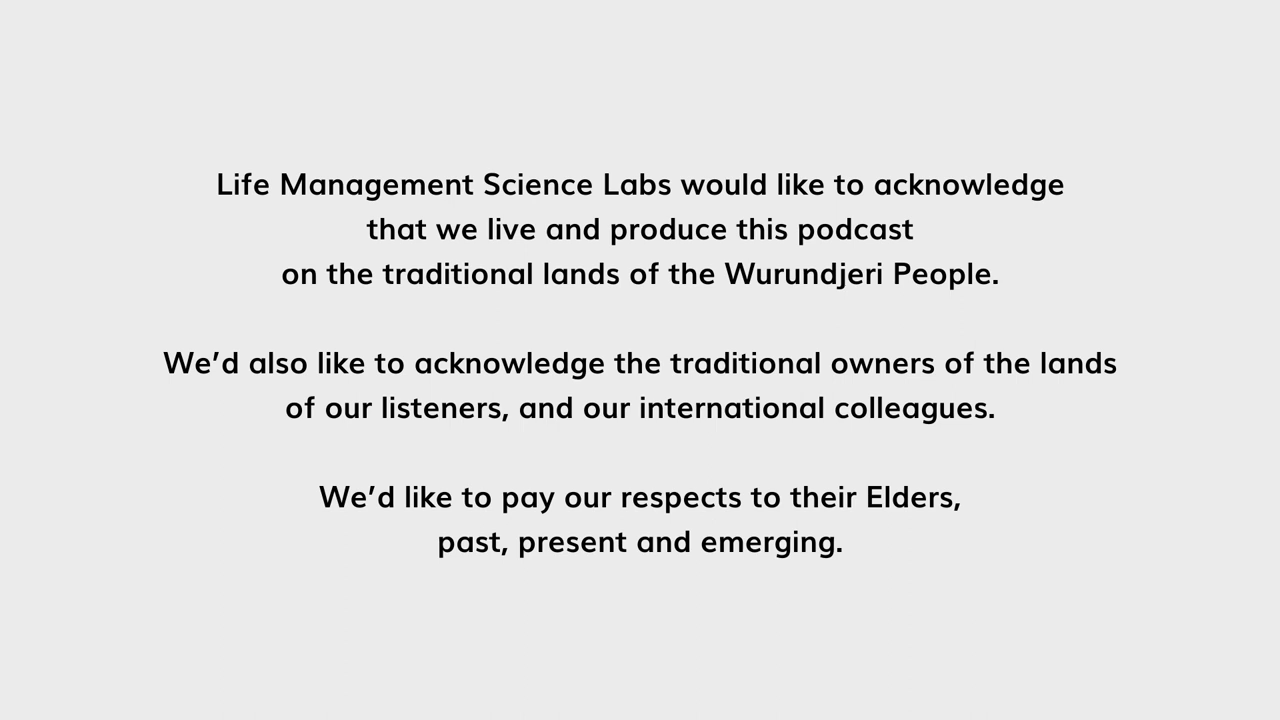 Life Management Science Labs would like to acknowledge
that we live and produce this podcast
on the traditional lands of the Wurundjeri People.
We’d also like to acknowledge the traditional owners of the lands
of our listeners, and our international colleagues.
We’d like to pay our respects to their Elders,
past, present and emerging.